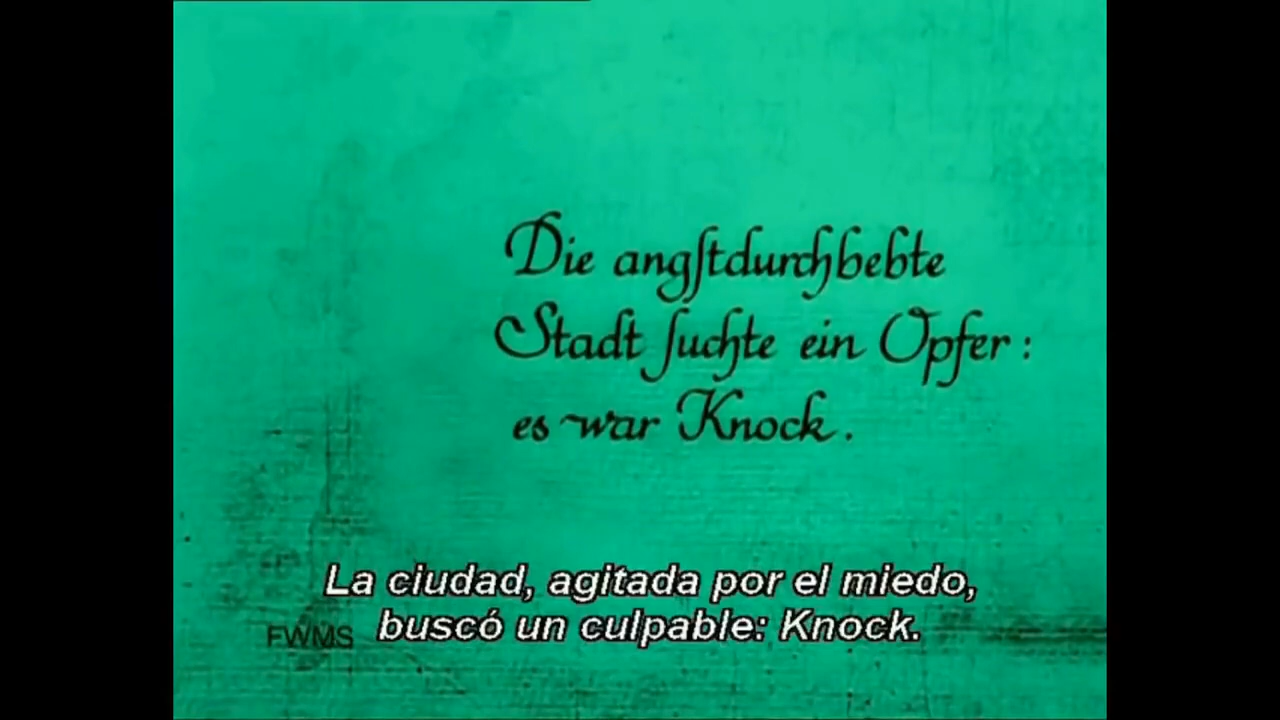 Die angſtdurchbebte
Stadt ſuchte ein Opfer:
es war Knock.
La ciudad, agitada por el miedo,
buscó un culpable: Knock.
FWMS